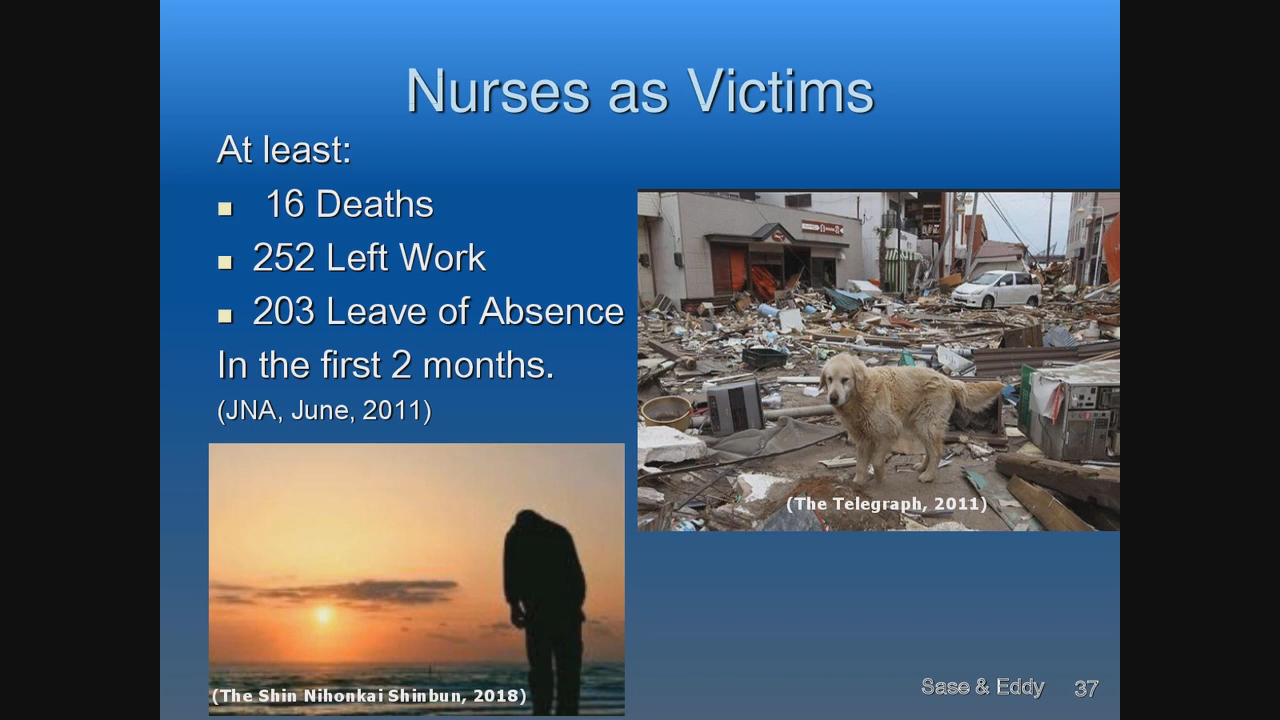 Nurses as Victims
At least:
16 Deaths
252 Left Work
203 Leave of Absence
In the first 2 months.
(JNA, June, 2011)
(The Telegraph, 2011)
(The Shin Nihonkai Shinbun, 2018)
Sase & Eddy 37